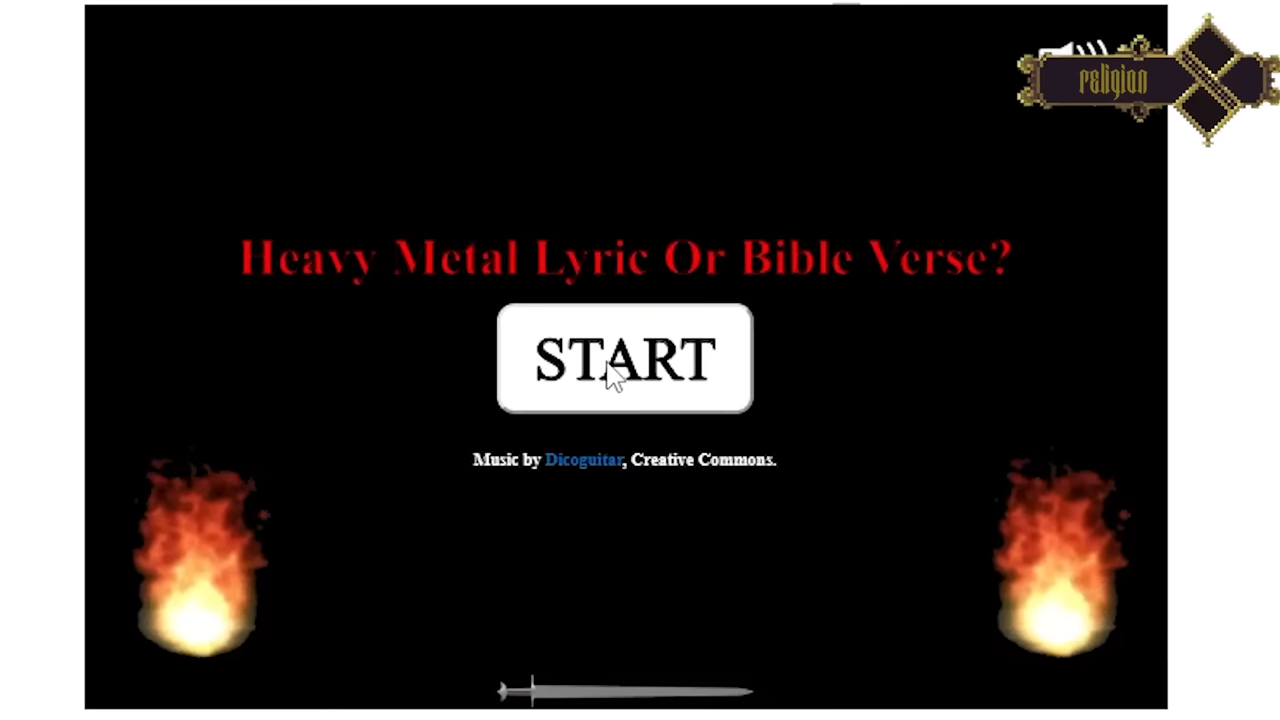 religion
Heavy Metal Lyric Or Bible Verse?
START
Music by Dicoguitar, Creative Commons.